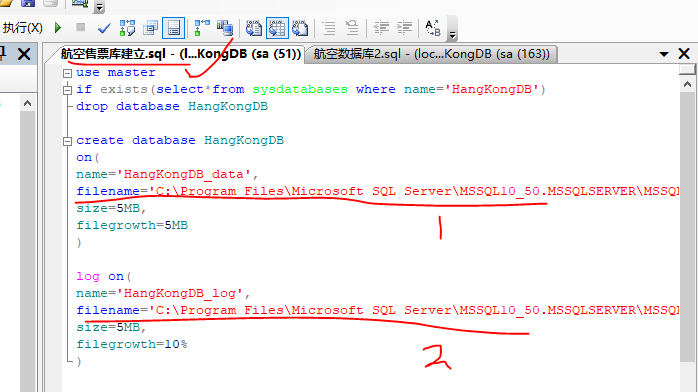 执行(X)
航空售票库建立.sql - (l...KongDB (sa (51)) 航空数据库2.sql - (loc...KongDB (sa (163))
use master
if exists(select*from sysdatabases where name='HangKongDB')
drop database HangKongDB
create database HangKongDB
on(
name='HangKongDB_data',
filename='C:\Program Files\Microsoft SQL Server\MSSQL10_50.MSSQLSERVER\MSSQL
size=5MB,
filegrowth=5MB
1
)
log on(
name='HangKongDB_log',
filename='C:\Program Files\Microsoft SQL Server\MSSQL10_50.MSSQLSERVER\MSSQL
size=5MB,
filegrowth=10%
2
)